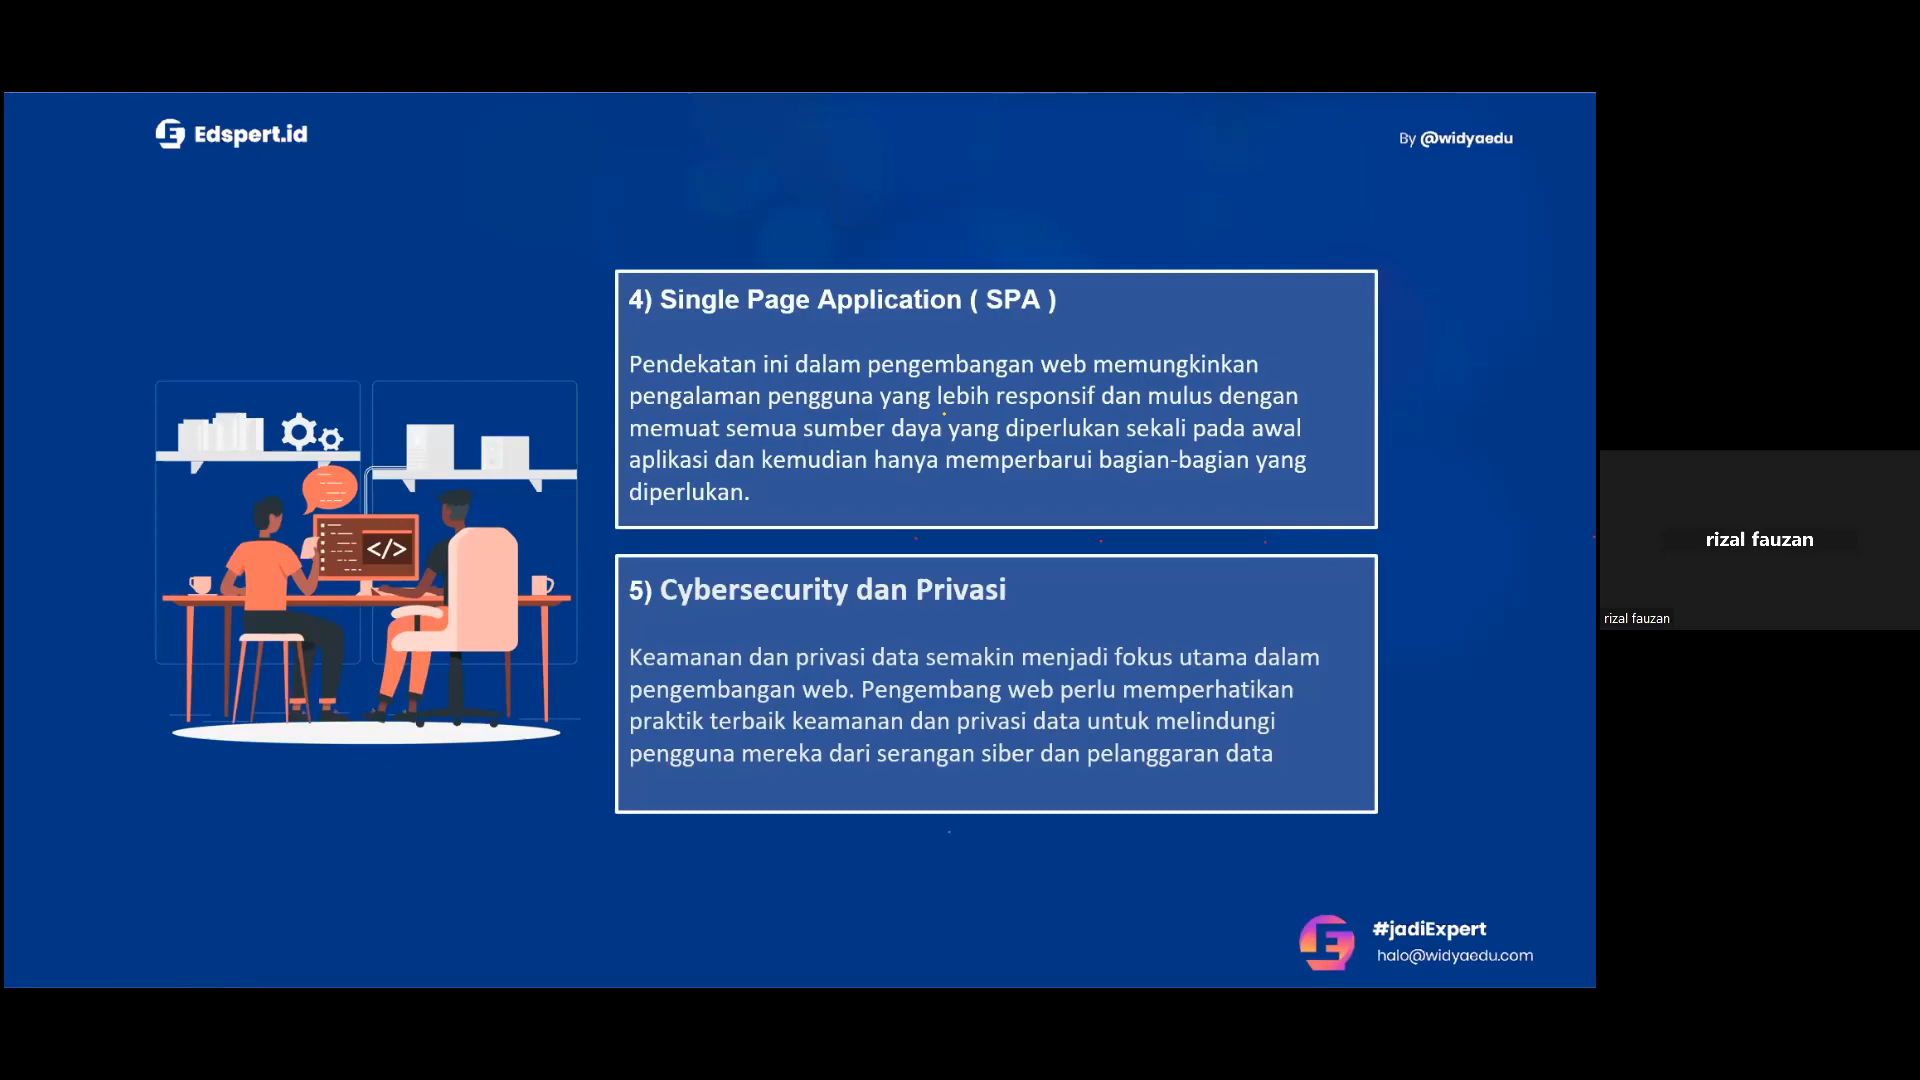 Edspert.id
By @widyaedu
4) Single Page Application ( SPA )
Pendekatan ini dalam pengembangan web memungkinkan
pengalaman pengguna yang lebih responsif dan mulus dengan
memuat semua sumber daya yang diperlukan sekali pada awal
aplikasi dan kemudian hanya memperbarui bagian-bagian yang
diperlukan.
</>
5) Cybersecurity dan Privasi
Keamanan dan privasi data semakin menjadi fokus utama dalam
pengembangan web. Pengembang web perlu memperhatikan
praktik terbaik keamanan dan privasi data untuk melindungi
pengguna mereka dari serangan siber dan pelanggaran data
#jadiExpert
halo@widyaedu.com
rizal fauzan
rizal fauzan